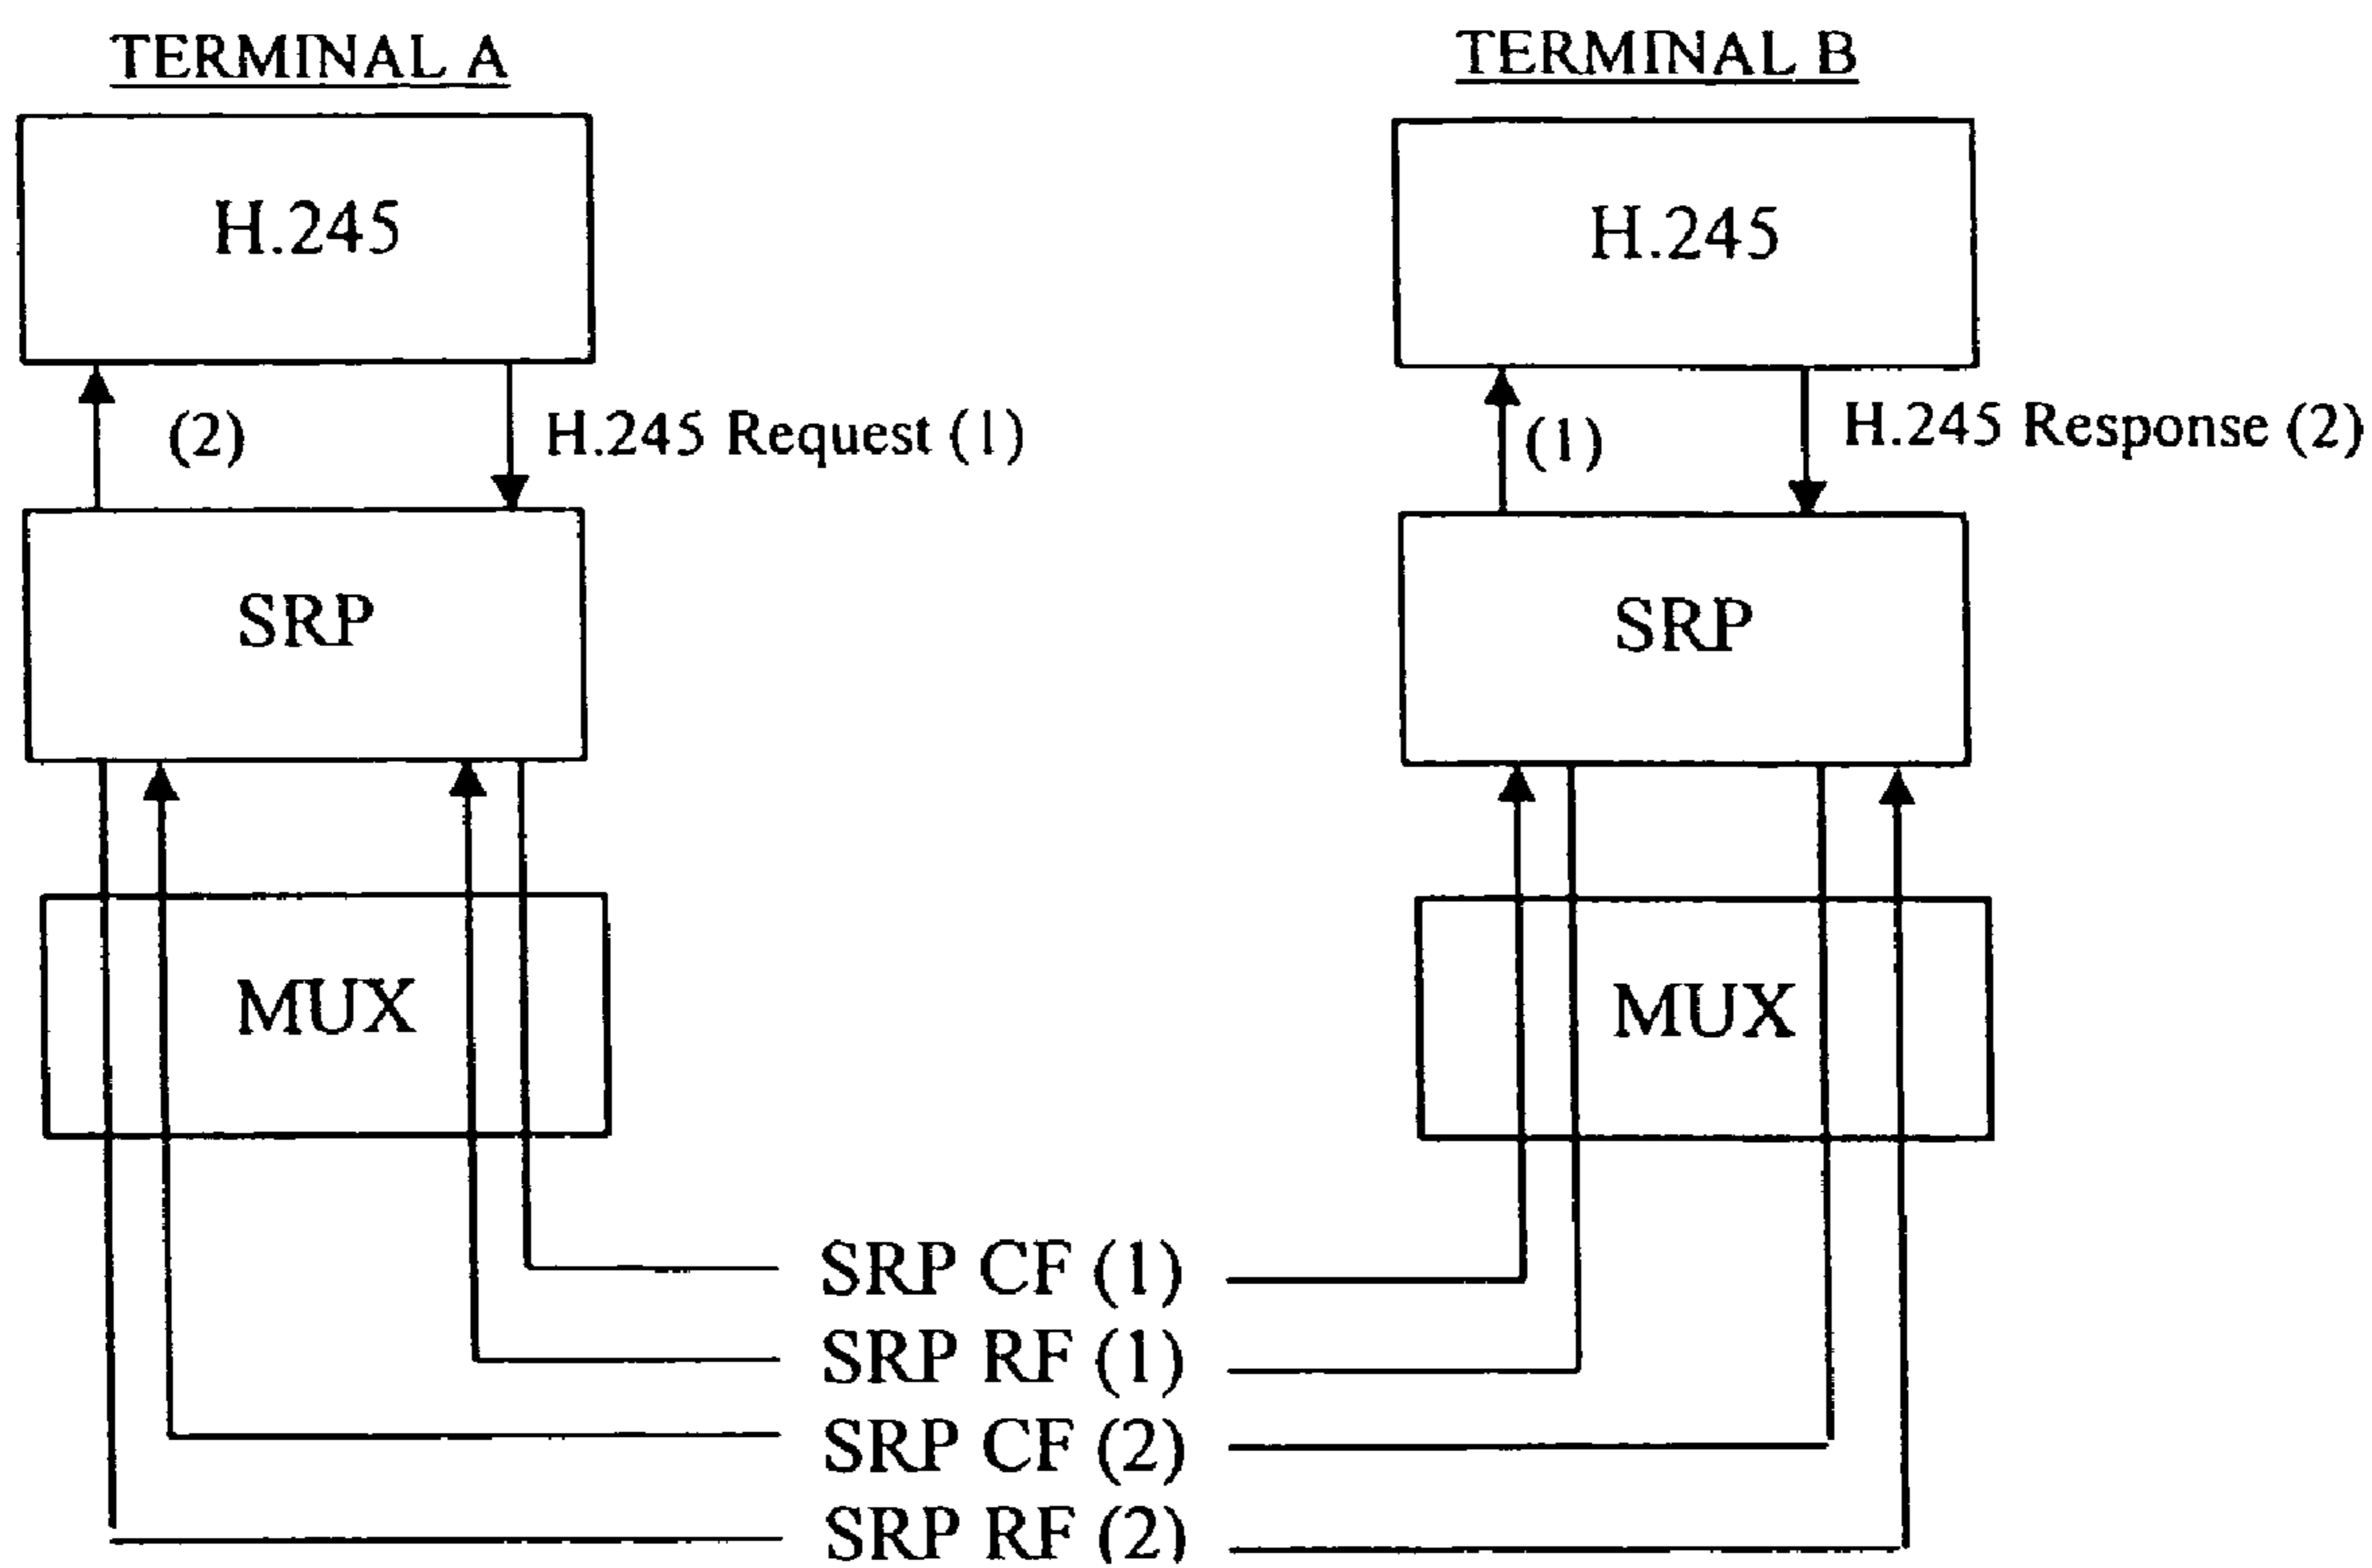 TERMINAL A
TERMINAL B
H.245
H.245
(2)
H.245 Request (1)
(1)
H.245 Response (2)
SRP
SRP
MUX
MUX
SRP CF (1)
SRP RF (1)
SRP CF (2)
SRP RF (2)